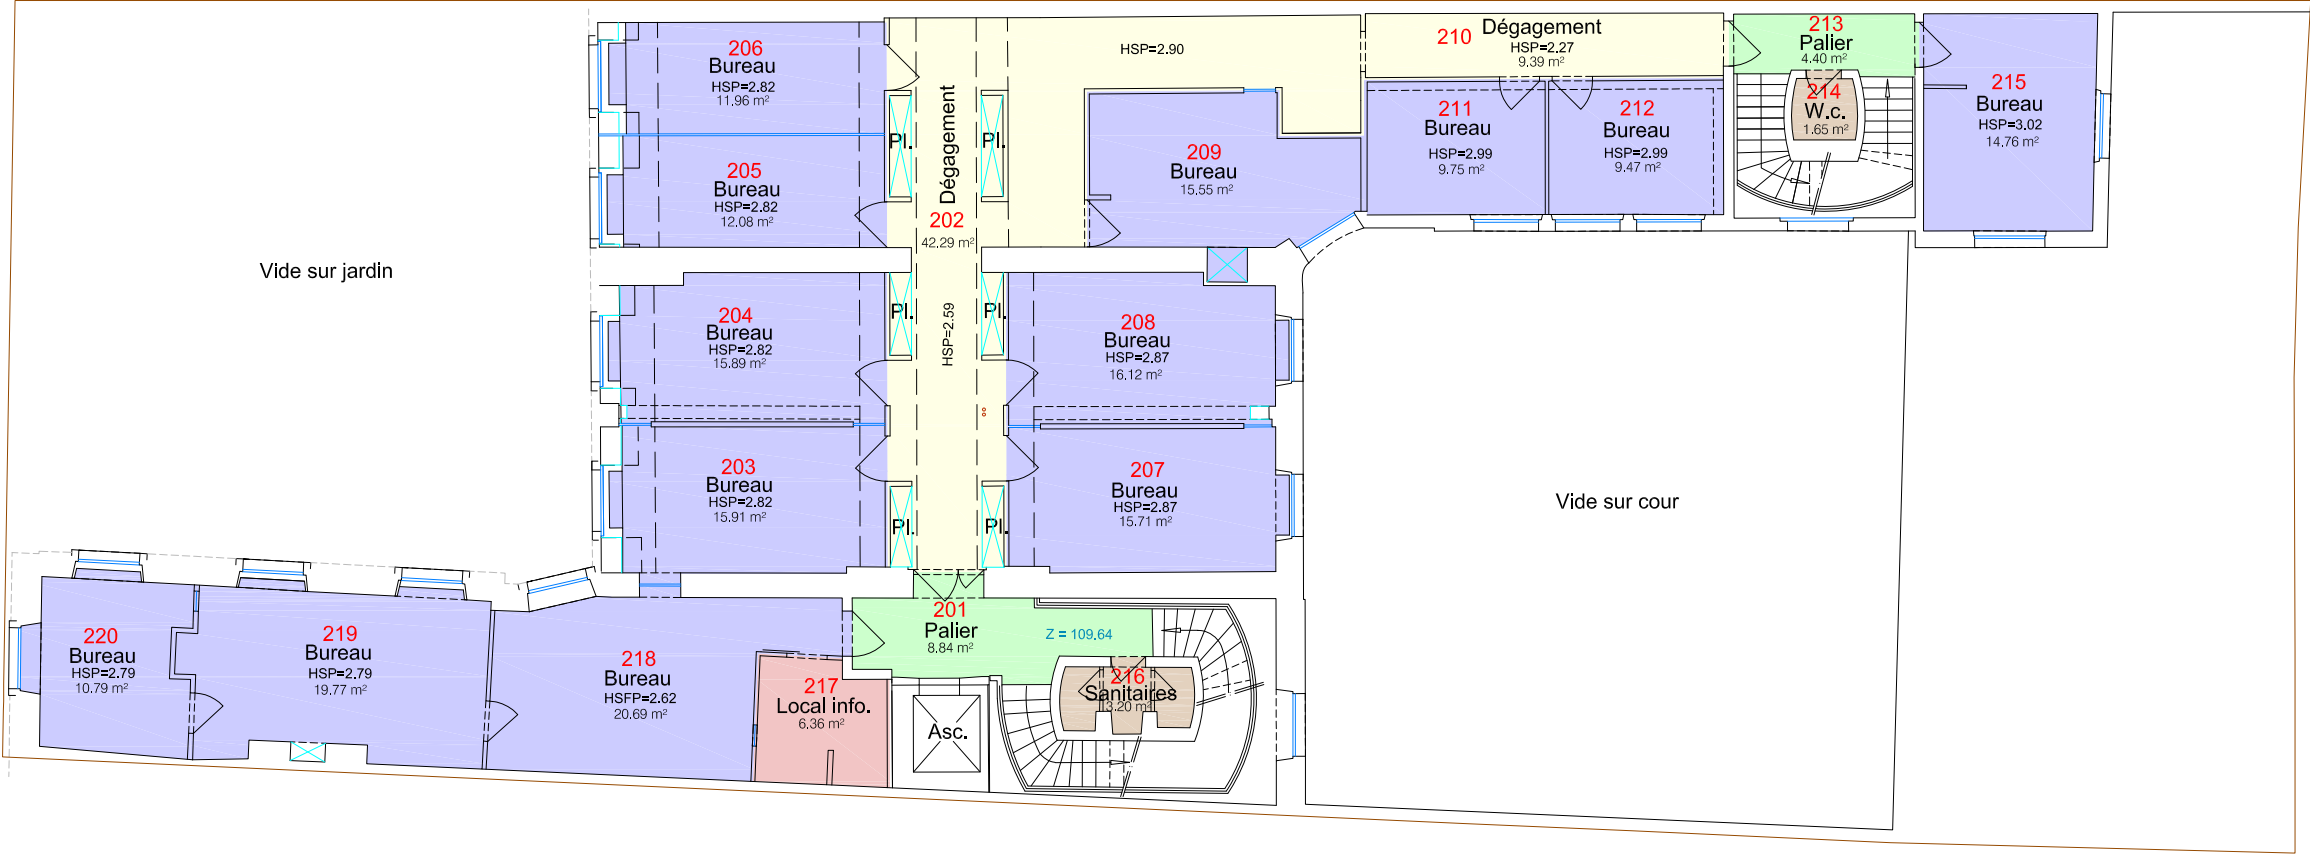 206
Bureau
HSP=2.82
11.96 m²
205
Bureau
HSP=2.82
12.08 m²
Pl.
Dégagement
202
42.29 m²
HSP=2.59
Pl.
HSP=2.90
209
Bureau
15.55 m²
210
Dégagement
HSP=2.27
9.39 m²
211
Bureau
HSP=2.99
9.75 m²
212
Bureau
HSP=2.99
9.47 m²
213
Palier
4.40 m²
214
W.c.
1.65 m²
215
Bureau
HSP=3.02
14.76 m²
Vide sur jardin
204
Bureau
HSP=2.82
15.89 m²
Pl.
Pl.
208
Bureau
HSP=2.87
16.12 m²
203
Bureau
HSP=2.82
15.91 m²
Pl.
Pl.
207
Bureau
HSP=2.87
15.71 m²
Vide sur cour
220
Bureau
HSP=2.79
10.79 m²
219
Bureau
HSP=2.79
19.77 m²
218
Bureau
HSFP=2.62
20.69 m²
217
Local info.
6.36 m²
201
Palier
8.84 m²
Z = 109.64
Asc.
216
Sanitaires
3.20 m²